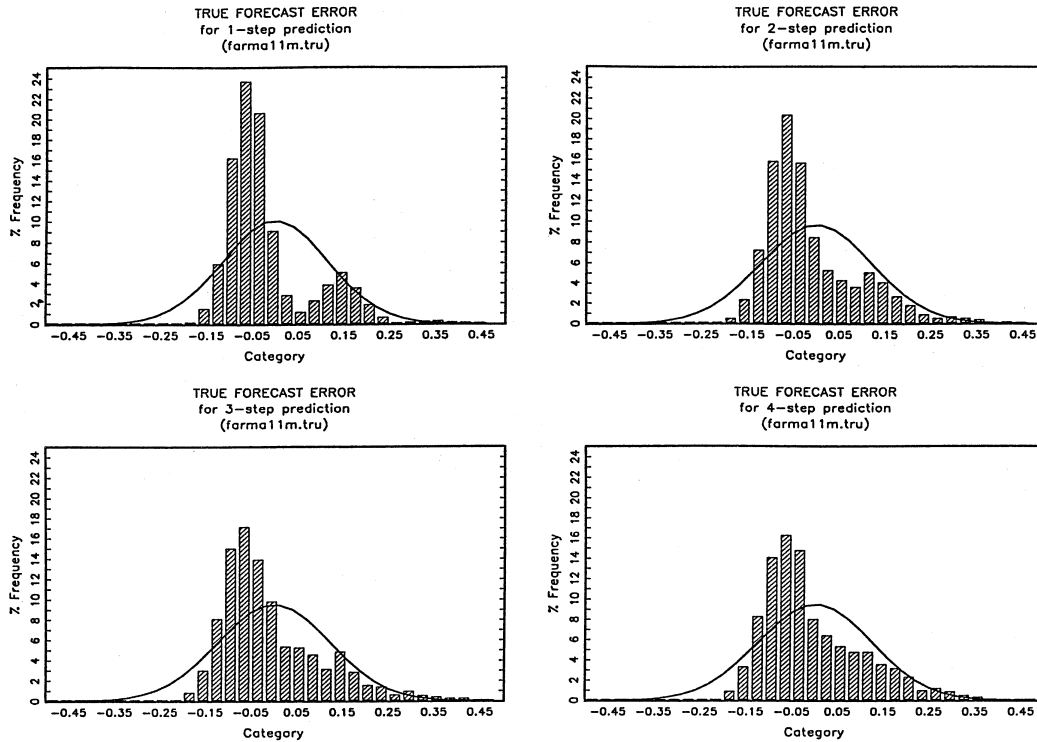 TRUE FORECAST ERROR
for 1-step prediction
(farma11m.tru)
% Frequency
24
22
20
18
16
14
12
10
8
6
4
2
0
-0.45 -0.35 -0.25 -0.15 -0.05 0.05 0.15 0.25 0.35 0.45
Category
TRUE FORECAST ERROR
for 2-step prediction
(farma11m.tru)
% Frequency
24
22
20
18
16
14
12
10
8
6
4
2
0
-0.45 -0.35 -0.25 -0.15 -0.05 0.05 0.15 0.25 0.35 0.45
Category
TRUE FORECAST ERROR
for 3-step prediction
(farma11m.tru)
% Frequency
24
22
20
18
16
14
12
10
8
6
4
2
0
-0.45 -0.35 -0.25 -0.15 -0.05 0.05 0.15 0.25 0.35 0.45
Category
TRUE FORECAST ERROR
for 4-step prediction
(farma11m.tru)
% Frequency
24
22
20
18
16
14
12
10
8
6
4
2
0
-0.45 -0.35 -0.25 -0.15 -0.05 0.05 0.15 0.25 0.35 0.45
Category